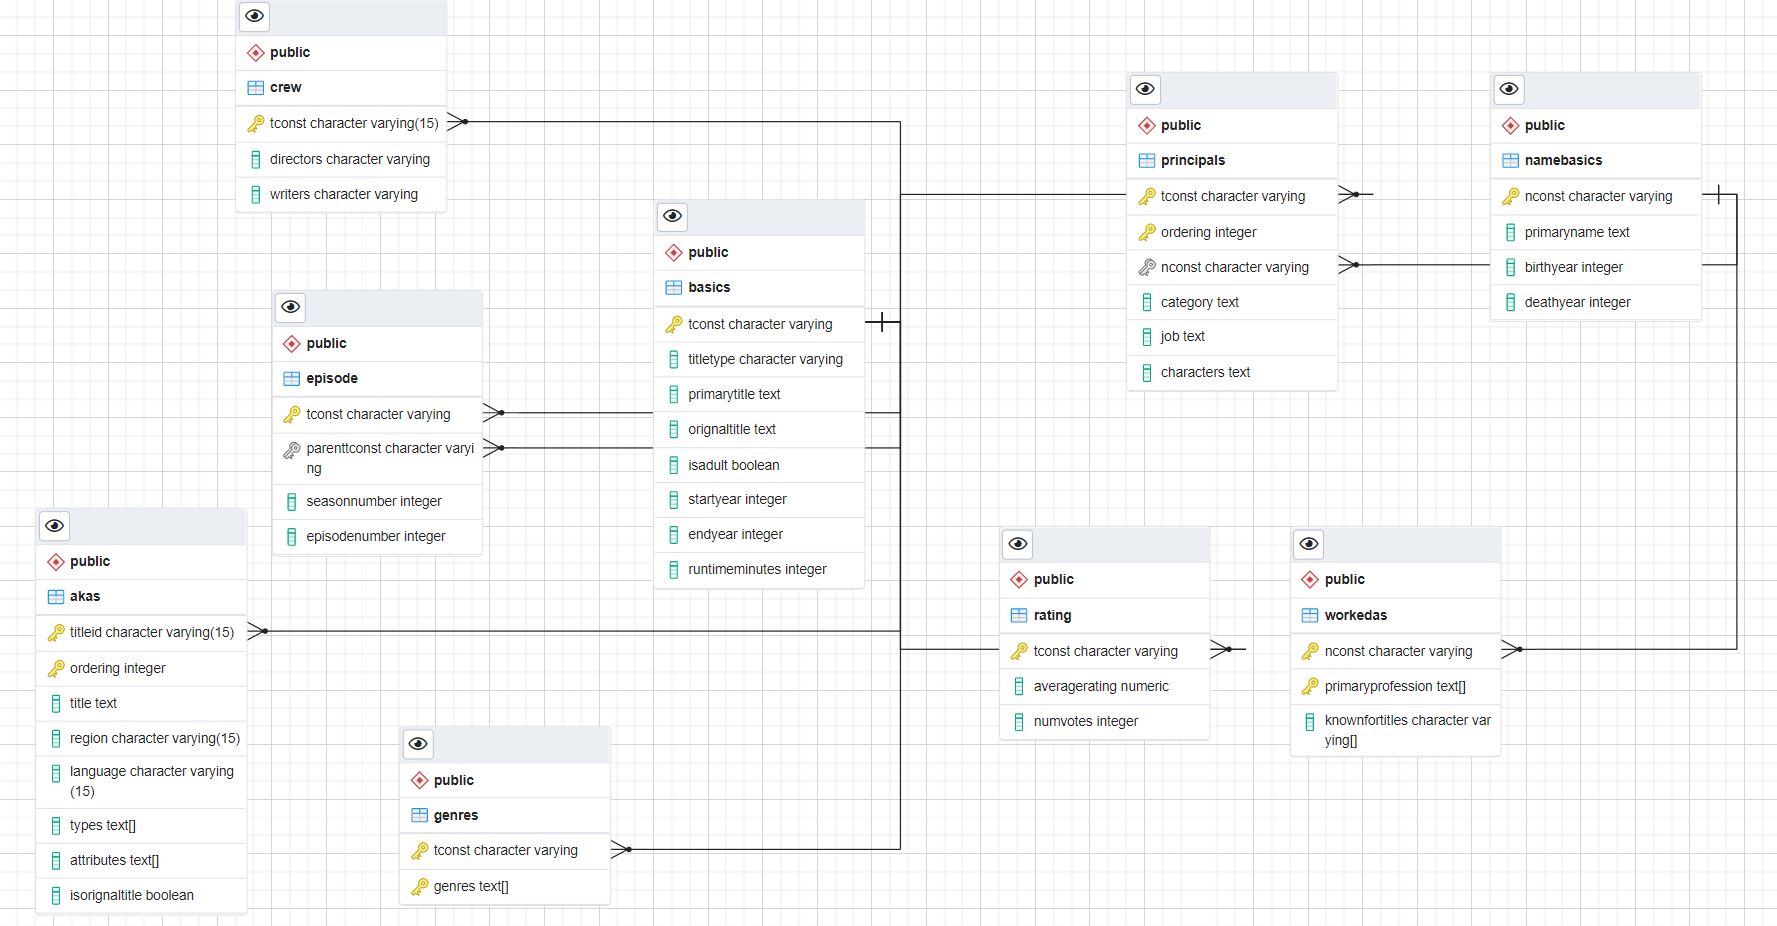 public
crew
tconst character varying(15)
directors character varying
writers character varying
public
basics
tconst character varying
titletype character varying
primarytitle text
orignaltitle text
isadult boolean
startyear integer
endyear integer
runtimeminutes integer
public
episode
tconst character varying
parenttconst character varyi
ng
seasonnumber integer
episodenumber integer
public
akas
titleid character varying(15)
ordering integer
title text
region character varying(15)
language character varying
(15)
types text[]
attributes text[]
isorignaltitle boolean
public
genres
tconst character varying
genres text[]
public
principals
tconst character varying
ordering integer
nconst character varying
category text
job text
characters text
public
namebasics
nconst character varying
primaryname text
birthyear integer
deathyear integer
public
rating
tconst character varying
averagerating numeric
numvotes integer
public
workedas
nconst character varying
primaryprofession text[]
knownfortitles character var
ying[]